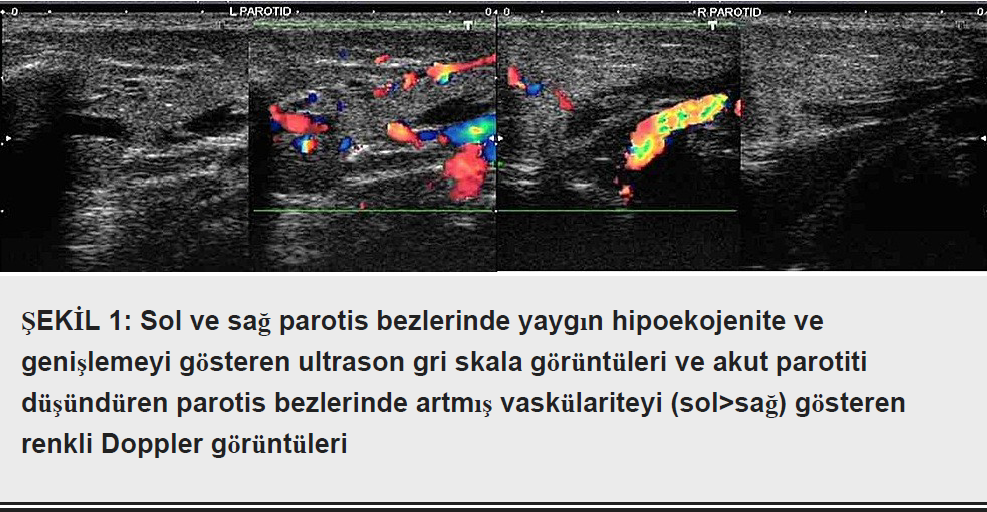 L PAROTID
R PAROTID
ŞEKİL 1: Sol ve sağ parotis bezlerinde yaygın hipoekojenite ve
genişlemeyi gösteren ultrason gri skala görüntüleri ve akut parotiti
düşündüren parotis bezlerinde artmış vaskülariteyi (sol>sağ) gösteren
renkli Doppler görüntüleri